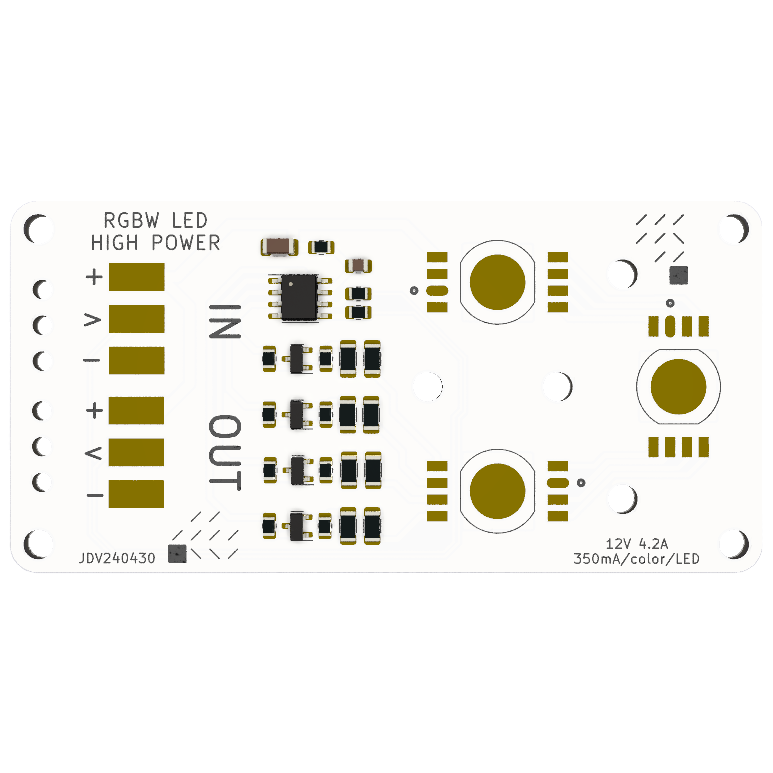 RGBW LED
HIGH POWER
+
>
-
IN
+
<
-
OUT
JDV240430
12V 4.2A
350mA/color/LED